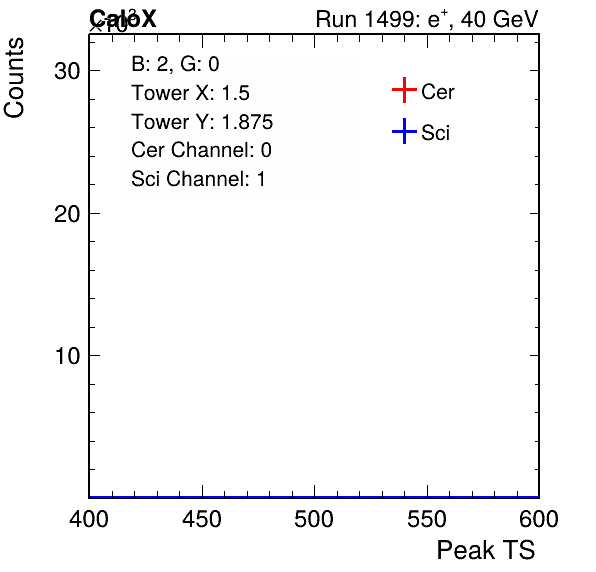 CaloX
×10³
Run 1499: e⁺, 40 GeV
Counts
B: 2, G: 0
Tower X: 1.5
Tower Y: 1.875
Cer Channel: 0
Sci Channel: 1
Cer
Sci
30
20
10
400 450 500 550 600
Peak TS